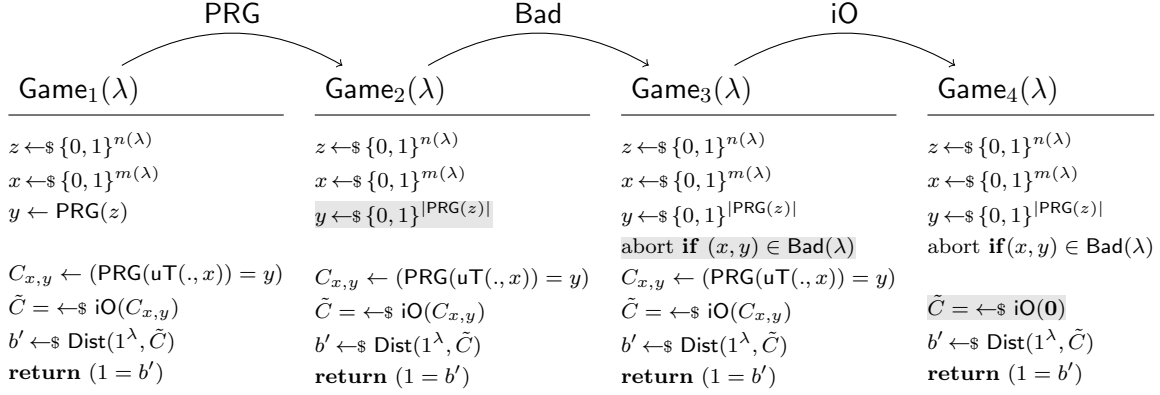 PRG Bad iO
Game₁(λ) Game₂(λ) Game₃(λ) Game₄(λ)
z ←$ {0, 1}ⁿ⁽λ⁾ z ←$ {0, 1}ⁿ⁽λ⁾ z ←$ {0, 1}ⁿ⁽λ⁾ z ←$ {0, 1}ⁿ⁽λ⁾
x ←$ {0, 1}ᵐ⁽λ⁾ x ←$ {0, 1}ᵐ⁽λ⁾ x ←$ {0, 1}ᵐ⁽λ⁾ x ←$ {0, 1}ᵐ⁽λ⁾
y ← PRG(z) y ←$ {0, 1}^|PRG(z)| y ←$ {0, 1}^|PRG(z)| y ←$ {0, 1}^|PRG(z)|
abort if (x, y) ∈ Bad(λ) abort if(x, y) ∈ Bad(λ)
C_{x,y} ← (PRG(uT(., x)) = y) C_{x,y} ← (PRG(uT(., x)) = y) C_{x,y} ← (PRG(uT(., x)) = y)
C̃ = ←$ iO(C_{x,y}) C̃ = ←$ iO(C_{x,y}) C̃ = ←$ iO(C_{x,y}) C̃ = ←$ iO(0)
b′ ←$ Dist(1^λ, C̃) b′ ←$ Dist(1^λ, C̃) b′ ←$ Dist(1^λ, C̃) b′ ←$ Dist(1^λ, C̃)
return (1 = b′) return (1 = b′) return (1 = b′) return (1 = b′)